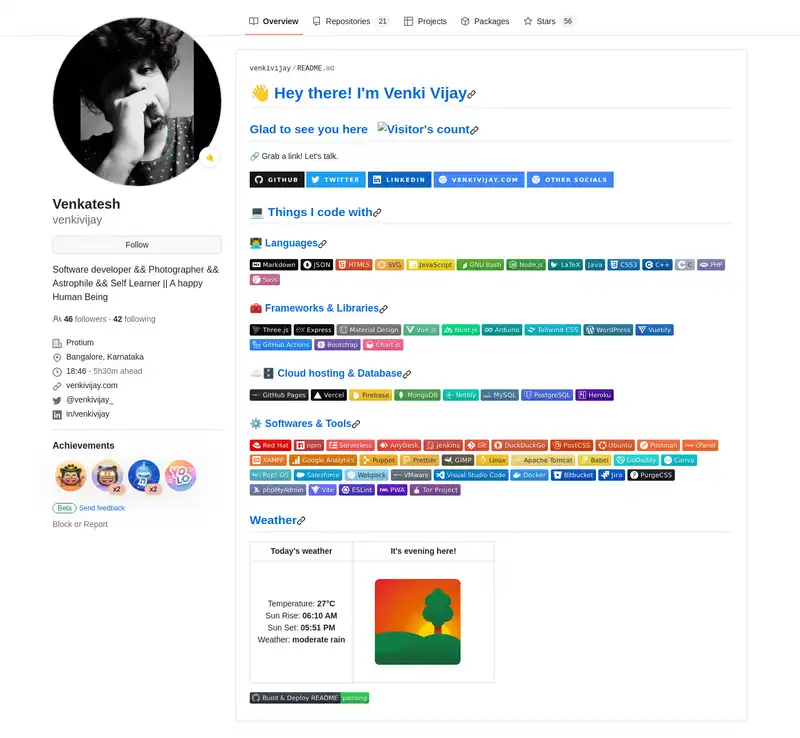 Overview Repositories 21 Projects Packages Stars 56
Venkatesh
venkivijay
Follow
Software developer && Photographer &&
Astrophile && Self Learner || A happy
Human Being
46 followers · 42 following
Protium
Bangalore, Karnataka
18:46 - 5h30m ahead
venkivijay.com
@venkivijay_
in/venkivijay
Achievements
x2 x2 YOLO
Beta Send feedback
Block or Report
venkivijay/README.md
👋 Hey there! I'm Venki Vijay
Glad to see you here Visitor's count
🔗 Grab a link! Let's talk.
GITHUB TWITTER LINKEDIN VENKIVIJAY.COM OTHER SOCIALS
💻 Things I code with
👨‍💻 Languages
Markdown JSON HTML5 SVG JavaScript GNU Bash Node.js LaTeX Java CSS3 C++ C PHP
Sass
🧰 Frameworks & Libraries
Three.js Express Material Design Vue.js Nuxt.js Arduino Tailwind CSS WordPress Vuetify
GitHub Actions Bootstrap Chart.js
☁️🗄️ Cloud hosting & Database
GitHub Pages Vercel Firebase MongoDB Netlify MySQL PostgreSQL Heroku
⚙️ Softwares & Tools
Red Hat npm Serverless AnyDesk Jenkins Git DuckDuckGo PostCSS Ubuntu Postman cPanel
XAMPP Google Analytics Puppet Prettier GIMP Linux Apache Tomcat Babel GoDaddy Canva
Pop!_OS Salesforce Webpack VMware Visual Studio Code Docker Bitbucket Jira PurgeCSS
phpMyAdmin Vite ESLint PWA Tor Project
Weather
Today's weather It's evening here!
Temperature: 27°C
Sun Rise: 06:10 AM
Sun Set: 05:51 PM
Weather: moderate rain
Build & Deploy README passing